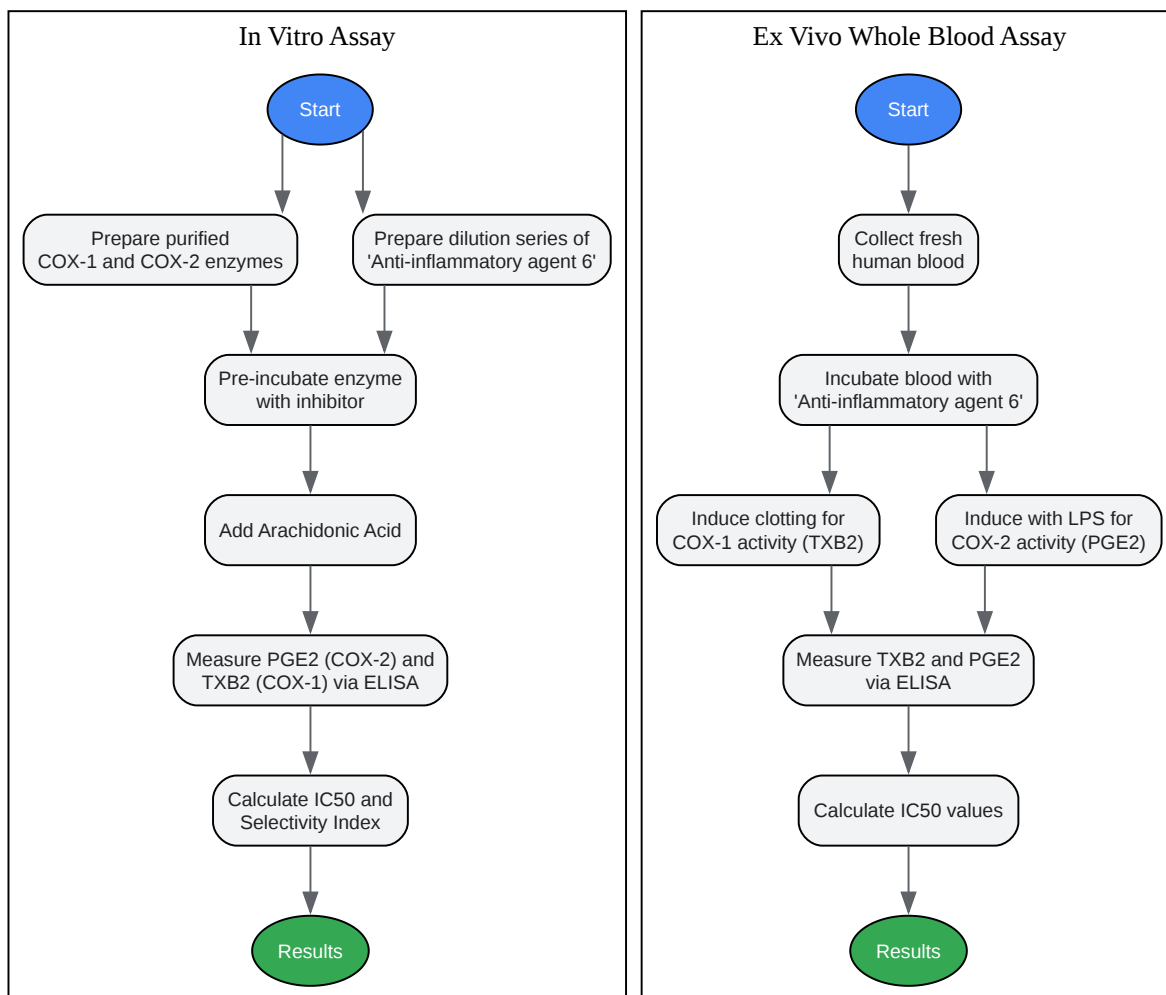 In Vitro Assay
Start
Prepare purified
COX-1 and COX-2 enzymes
Prepare dilution series of
'Anti-inflammatory agent 6'
Pre-incubate enzyme
with inhibitor
Add Arachidonic Acid
Measure PGE2 (COX-2) and
TXB2 (COX-1) via ELISA
Calculate IC50 and
Selectivity Index
Results
Ex Vivo Whole Blood Assay
Start
Collect fresh
human blood
Incubate blood with
'Anti-inflammatory agent 6'
Induce clotting for
COX-1 activity (TXB2)
Induce with LPS for
COX-2 activity (PGE2)
Measure TXB2 and PGE2
via ELISA
Calculate IC50 values
Results